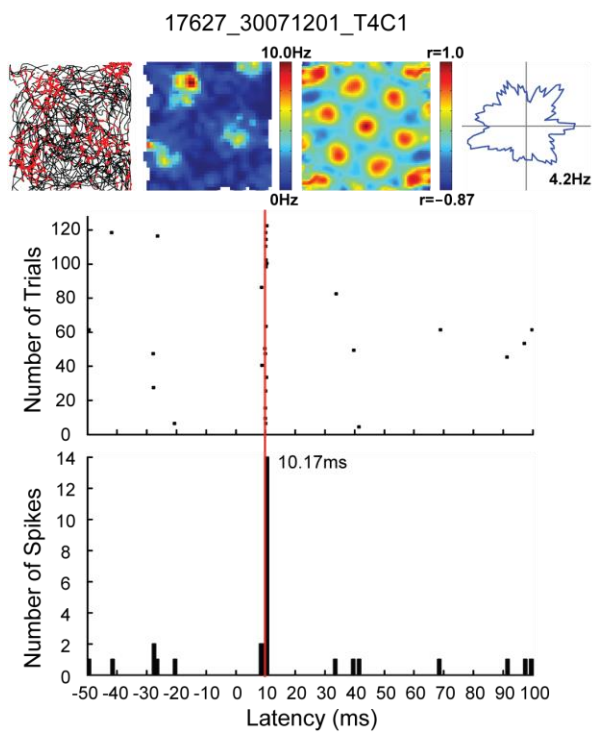 17627_30071201_T4C1
10.0Hz r=1.0
0Hz r=−0.87 4.2Hz
Number of Trials
120
100
80
60
40
20
0
10.17ms
Number of Spikes
14
12
10
8
6
4
2
0
-50 -40 -30 -20 -10 0 10 20 30 40 50 60 70 80 90 100
Latency (ms)